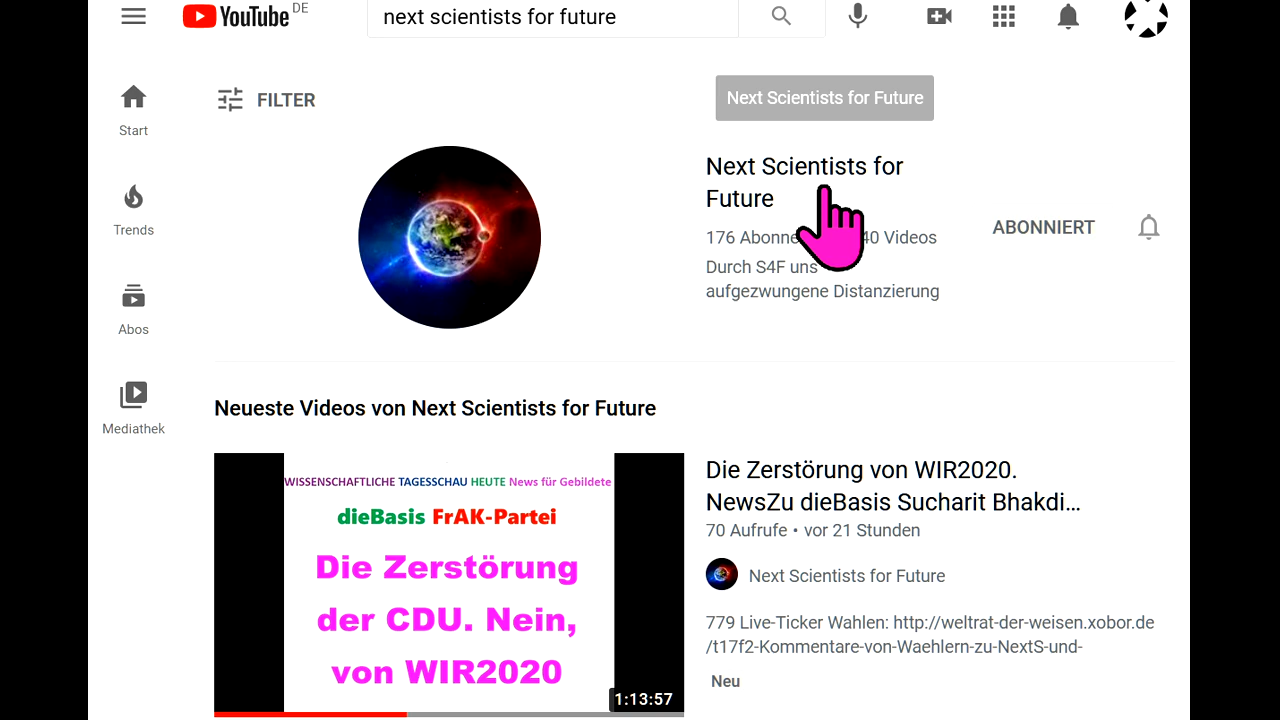 YouTube DE
next scientists for future
Start
Trends
Abos
Mediathek
FILTER
Next Scientists for Future
Next Scientists for
Future
176 Abonne 40 Videos
Durch S4F uns
aufgezwungene Distanzierung
ABONNIERT
Neueste Videos von Next Scientists for Future
WISSENSCHAFTLICHE TAGESSCHAU HEUTE News für Gebildete
dieBasis FrAK-Partei
Die Zerstörung
der CDU. Nein,
von WIR2020
1:13:57
Die Zerstörung von WIR2020.
NewsZu dieBasis Sucharit Bhakdi...
70 Aufrufe • vor 21 Stunden
Next Scientists for Future
779 Live-Ticker Wahlen: http://weltrat-der-weisen.xobor.de
/t17f2-Kommentare-von-Waehlern-zu-NextS-und-
Neu